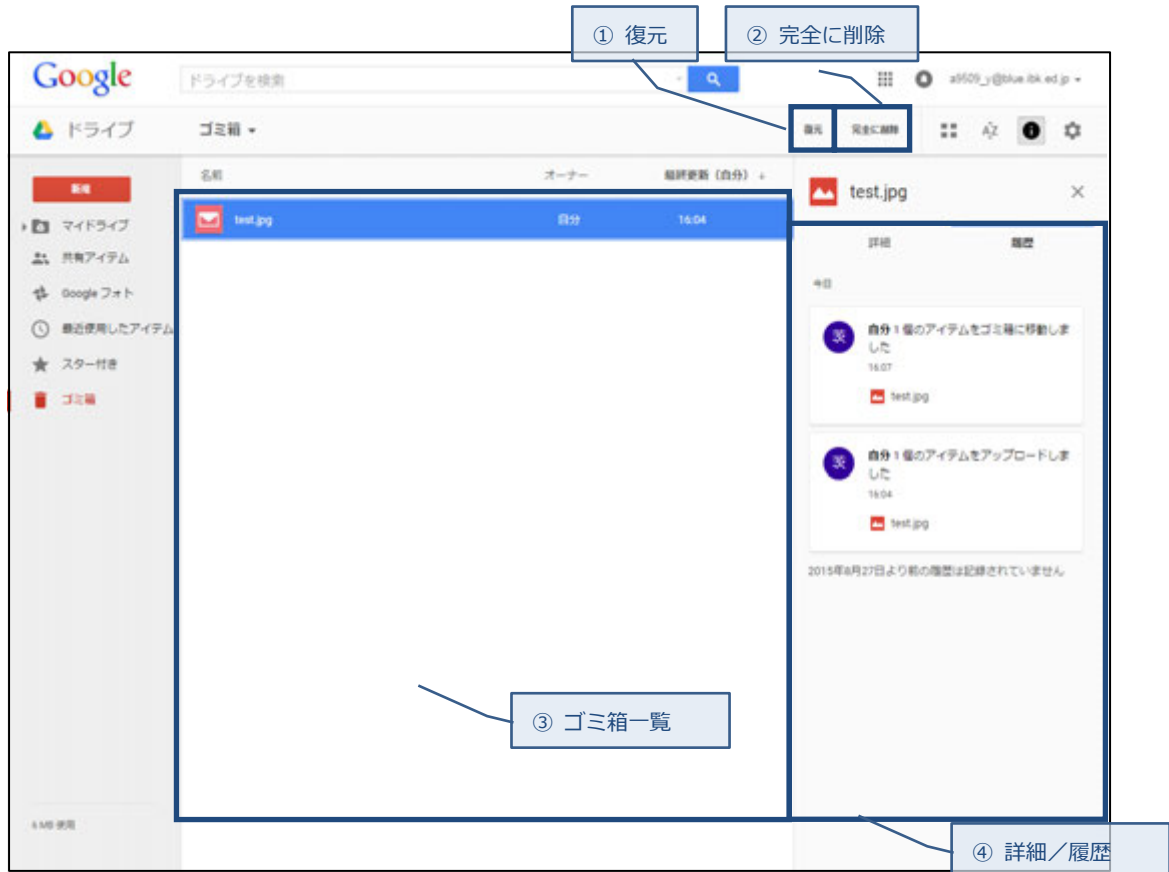 ① 復元
② 完全に削除
Google
ドライブを検索
a9509_y@blue.ibk.ed.jp
ドライブ
ゴミ箱
復元
完全に削除
AZ
名前
オーナー
最終更新（自分）
test.jpg
新規
test.jpg
自分
16:04
マイドライブ
共有アイテム
Google フォト
最近使用したアイテム
スター付き
ゴミ箱
詳細
履歴
今日
茨
自分 1 個のアイテムをゴミ箱に移動しま
した
16:07
test.jpg
茨
自分 1 個のアイテムをアップロードしま
した
16:04
test.jpg
2015年8月27日より前の履歴は記録されていません
③ ゴミ箱一覧
MB 使用
④ 詳細／履歴